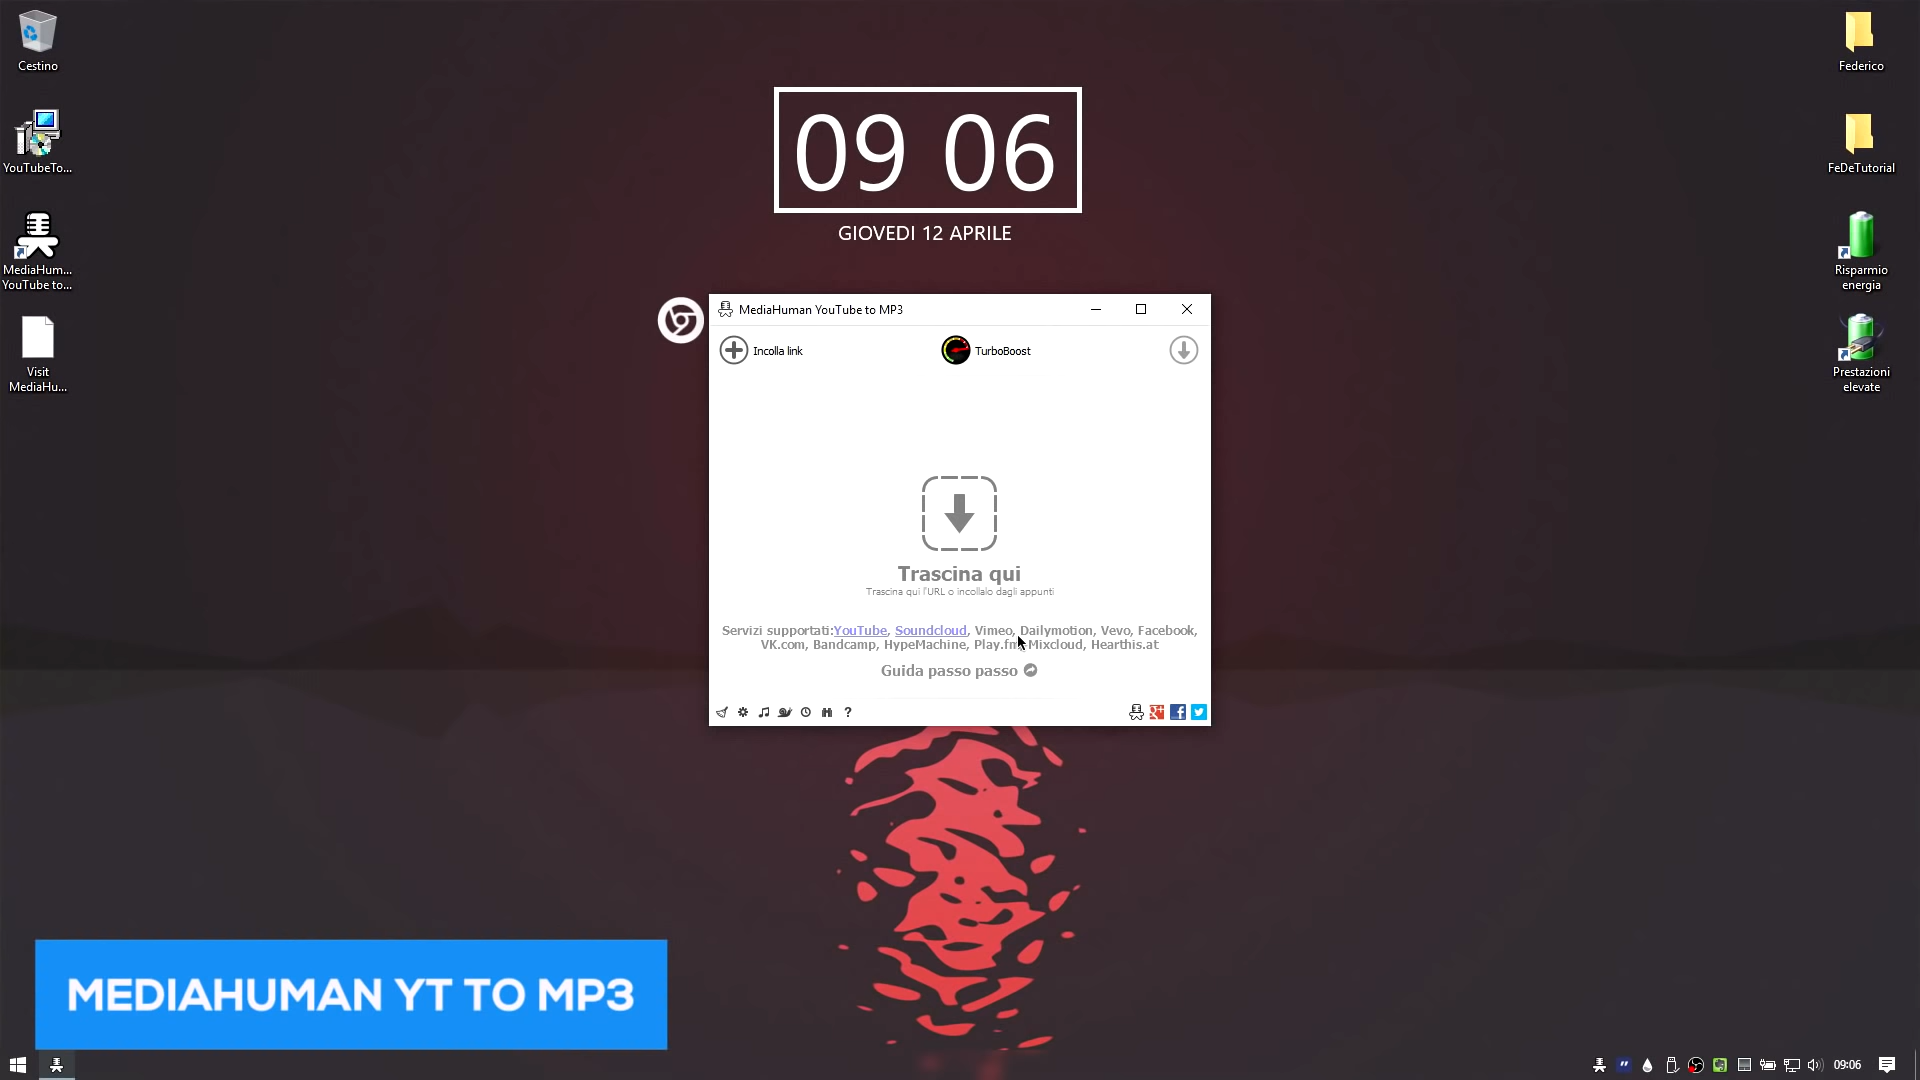 Cestino
YouTubeTo...
MediaHum...
YouTube to...
Visit
MediaHu...
09 06
GIOVEDI 12 APRILE
MediaHuman YouTube to MP3
Incolla link
TurboBoost
Trascina qui
Trascina qui l'URL o incollalo dagli appunti
Servizi supportati:YouTube, Soundcloud, Vimeo, Dailymotion, Vevo, Facebook,
VK.com, Bandcamp, HypeMachine, Play.fm, Mixcloud, Hearthis.at
Guida passo passo
Federico
FeDeTutorial
Risparmio
energia
Prestazioni
elevate
MEDIAHUMAN YT TO MP3
09:06